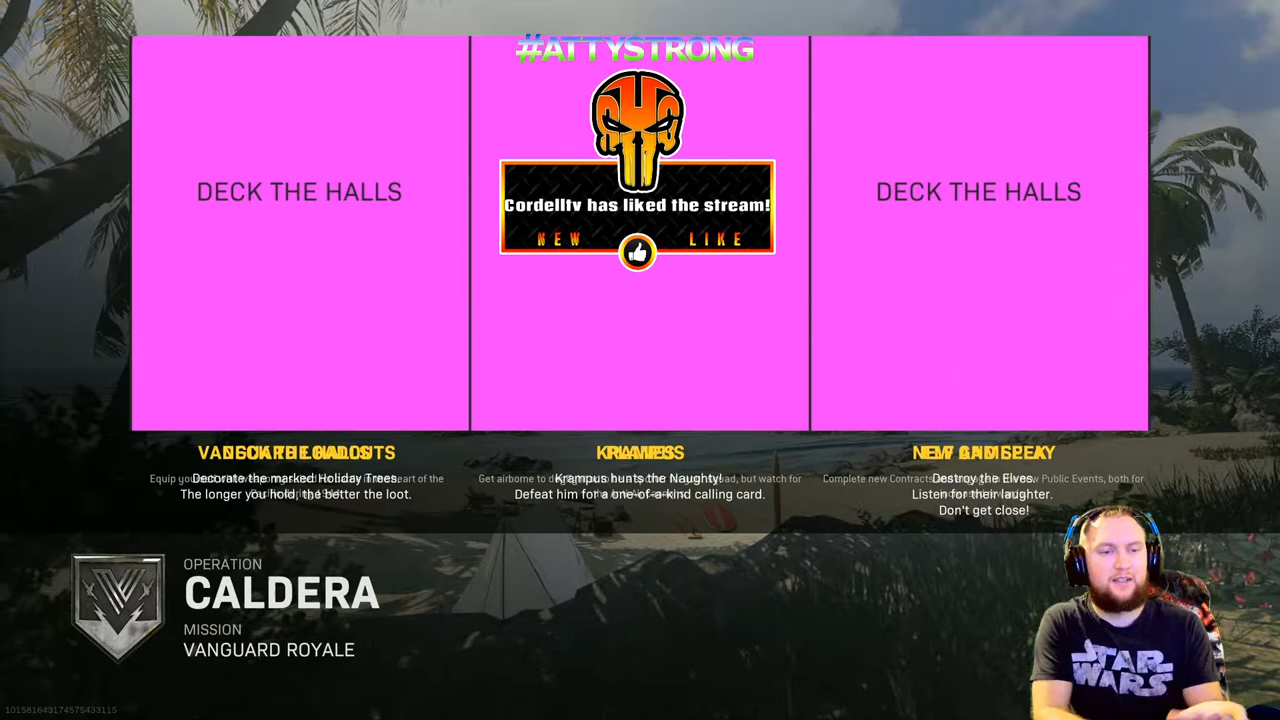 #ATTYSTRONG
DECK THE HALLS
Cordelltv has liked the stream!
NEW LIKE
DECK THE HALLS
Decorate the marked Holiday Trees.
The longer you hold, the better the loot.
KRAMPUS
Krampus hunts the Naughty!
Defeat him for a one-of-a-kind calling card.
Destroy the Elves.
Listen for their laughter.
Don't get close!
OPERATION
CALDERA
MISSION
VANGUARD ROYALE
STAR
WARS
101581643174575433115